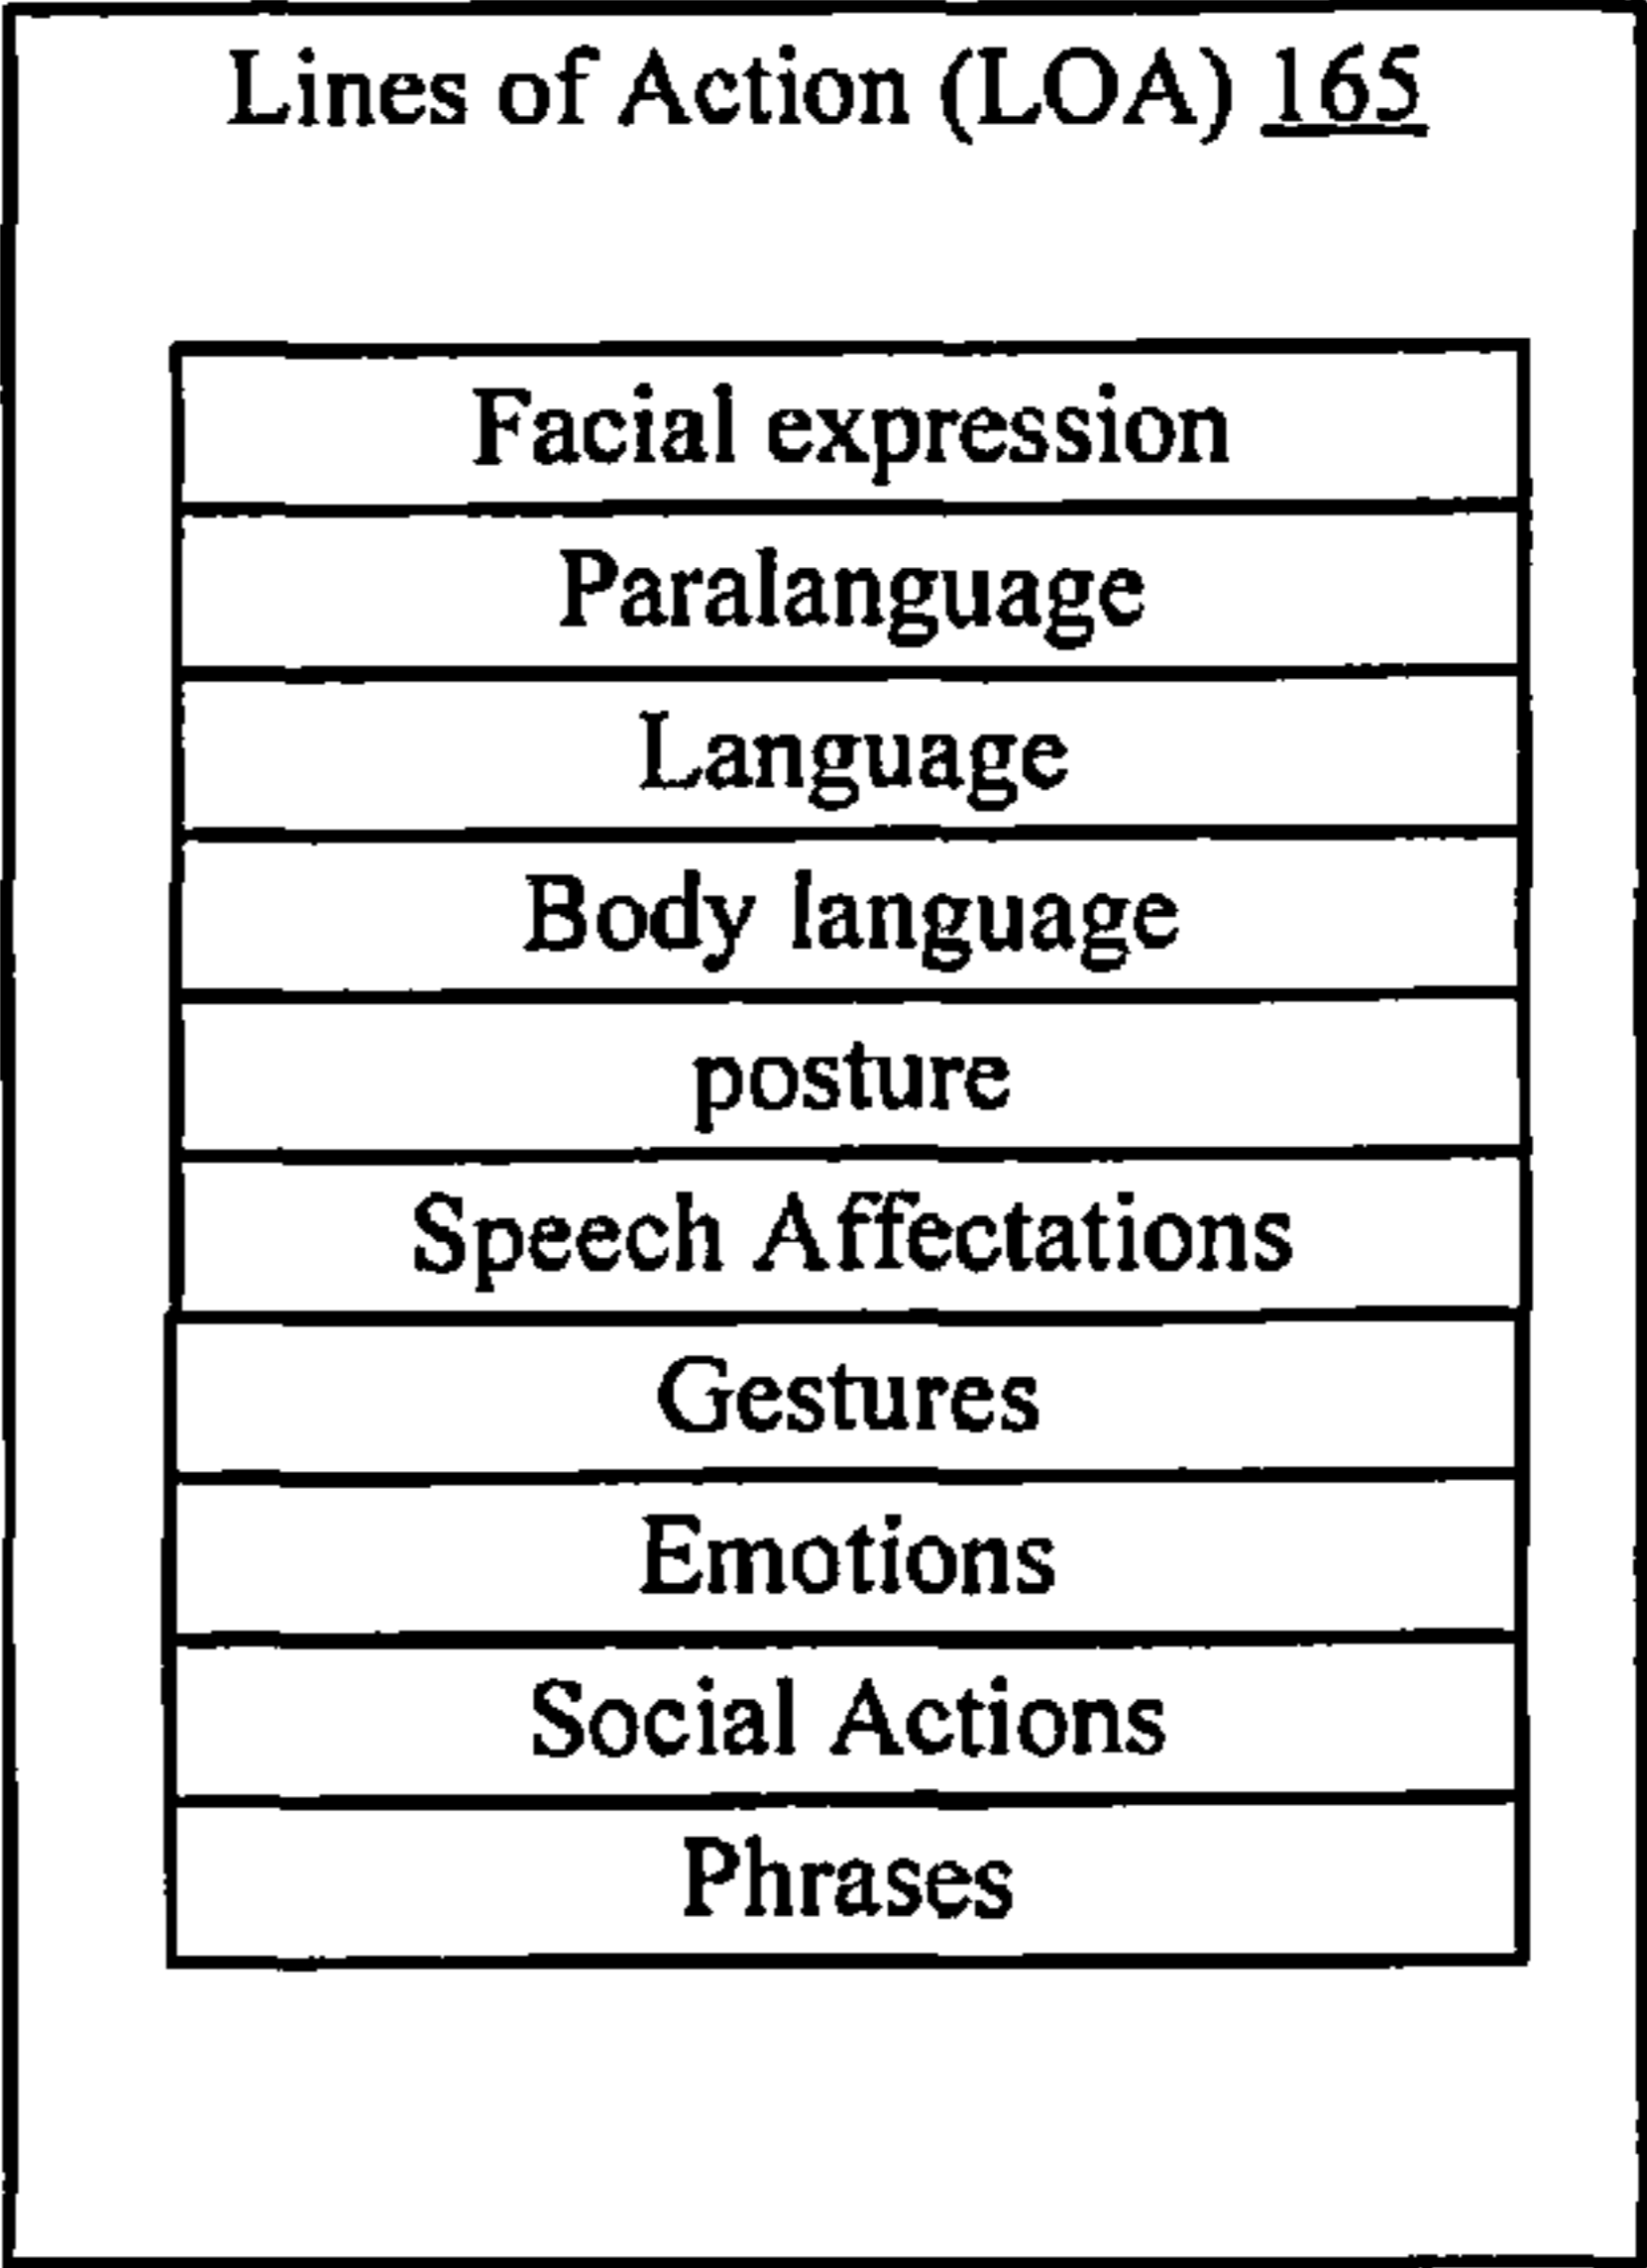 Lines of Action (LOA) 165
Facial expression
Paralanguage
Language
Body language
posture
Speech Affectations
Gestures
Emotions
Social Actions
Phrases